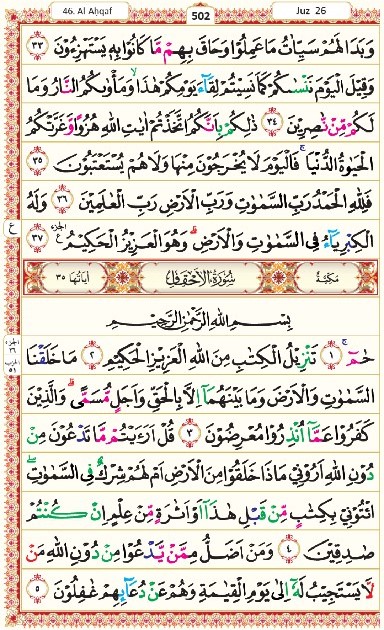 46. Al Ahqaf 502 Juz 26
وَبَدَا لَهُمْ سَيِّاٰتُ مَا عَمِلُوْا وَحَاقَ بِهِمْ مَّا كَانُوْا بِهٖ يَسْتَهْزِءُوْنَ ۝٣٣
وَقِيْلَ الْيَوْمَ نَنْسٰىكُمْ كَمَا نَسِيْتُمْ لِقَآءَ يَوْمِكُمْ هٰذَا وَمَاْوٰىكُمُ النَّارُ وَمَا
لَكُمْ مِّنْ نّٰصِرِيْنَ ۝٣٤ ذٰلِكُمْ بِاَنَّكُمُ اتَّخَذْتُمْ اٰيٰتِ اللّٰهِ هُزُوًا وَّغَرَّتْكُمُ
الْحَيٰوةُ الدُّنْيَا ۚ فَالْيَوْمَ لَا يُخْرَجُوْنَ مِنْهَا وَلَا هُمْ يُسْتَعْتَبُوْنَ ۝٣٥
فَلِلّٰهِ الْحَمْدُ رَبِّ السَّمٰوٰتِ وَرَبِّ الْاَرْضِ رَبِّ الْعٰلَمِيْنَ ۝٣٦ وَلَهُ
الْكِبْرِيَآءُ فِى السَّمٰوٰتِ وَالْاَرْضِ ۖ وَهُوَ الْعَزِيْزُ الْحَكِيْمُ ۝٣٧
مَكِّيَّةٌ سُوْرَةُ الْاَحْقَافِ اٰيَاتُهَا ٣٥
بِسْمِ اللّٰهِ الرَّحْمٰنِ الرَّحِيْمِ
حٰمٓ ۚ ۝١ تَنْزِيْلُ الْكِتٰبِ مِنَ اللّٰهِ الْعَزِيْزِ الْحَكِيْمِ ۝٢ مَا خَلَقْنَا
السَّمٰوٰتِ وَالْاَرْضَ وَمَا بَيْنَهُمَآ اِلَّا بِالْحَقِّ وَاَجَلٍ مُّسَمًّى ۗ وَالَّذِيْنَ
كَفَرُوْا عَمَّآ اُنْذِرُوْا مُعْرِضُوْنَ ۝٣ قُلْ اَرَءَيْتُمْ مَّا تَدْعُوْنَ مِنْ
دُوْنِ اللّٰهِ اَرُوْنِيْ مَاذَا خَلَقُوْا مِنَ الْاَرْضِ اَمْ لَهُمْ شِرْكٌ فِى السَّمٰوٰتِ ۖ
اِئْتُوْنِيْ بِكِتٰبٍ مِّنْ قَبْلِ هٰذَآ اَوْ اَثٰرَةٍ مِّنْ عِلْمٍ اِنْ كُنْتُمْ
صٰدِقِيْنَ ۝٤ وَمَنْ اَضَلُّ مِمَّنْ يَّدْعُوْا مِنْ دُوْنِ اللّٰهِ مَنْ
لَّا يَسْتَجِيْبُ لَهٗٓ اِلٰى يَوْمِ الْقِيٰمَةِ وَهُمْ عَنْ دُعَآئِهِمْ غٰفِلُوْنَ ۝٥